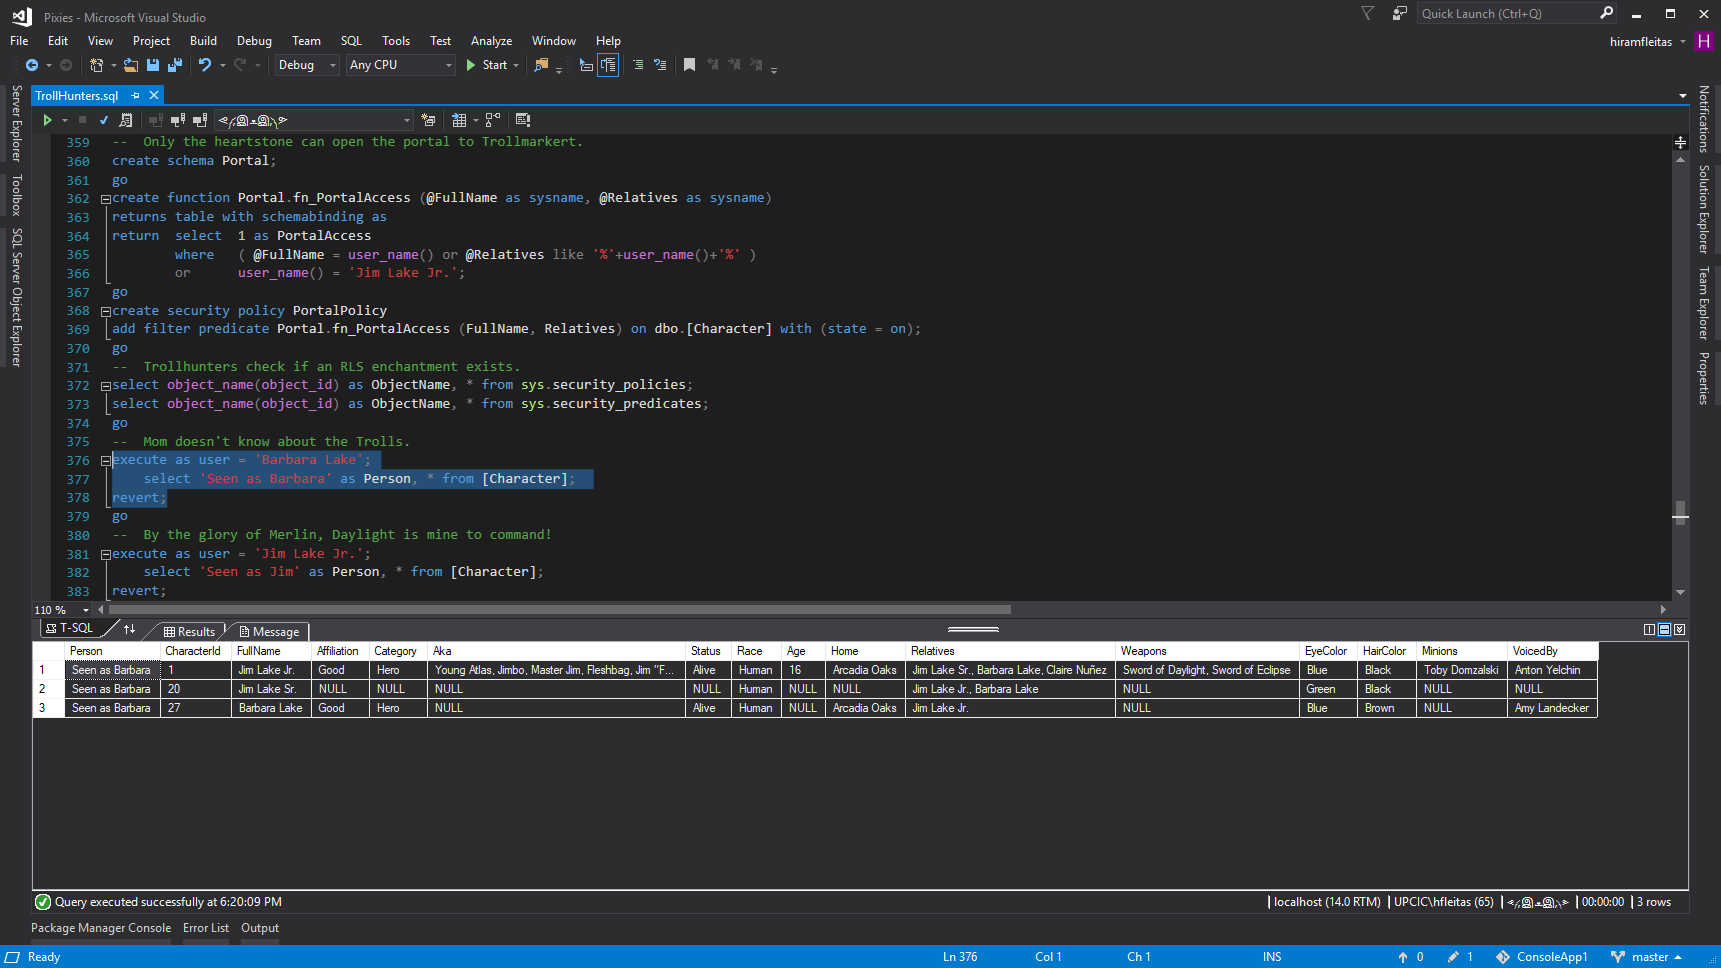 Pixies - Microsoft Visual Studio
Quick Launch (Ctrl+Q)
File Edit View Project Build Debug Team SQL Tools Test Analyze Window Help
hiramfleitas H
Debug Any CPU Start
Server Explorer
Toolbox
SQL Server Object Explorer
TrollHunters.sql
359 -- Only the heartstone can open the portal to Trollmarkert.
360 create schema Portal;
361 go
362 create function Portal.fn_PortalAccess (@FullName as sysname, @Relatives as sysname)
363 returns table with schemabinding as
364 return select 1 as PortalAccess
365 where ( @FullName = user_name() or @Relatives like '%'+user_name()+'%' )
366 or user_name() = 'Jim Lake Jr.';
367 go
368 create security policy PortalPolicy
369 add filter predicate Portal.fn_PortalAccess (FullName, Relatives) on dbo.[Character] with (state = on);
370 go
371 -- Trollhunters check if an RLS enchantment exists.
372 select object_name(object_id) as ObjectName, * from sys.security_policies;
373 select object_name(object_id) as ObjectName, * from sys.security_predicates;
374 go
375 -- Mom doesn't know about the Trolls.
376 execute as user = 'Barbara Lake';
377 select 'Seen as Barbara' as Person, * from [Character];
378 revert;
379 go
380 -- By the glory of Merlin, Daylight is mine to command!
381 execute as user = 'Jim Lake Jr.';
382 select 'Seen as Jim' as Person, * from [Character];
383 revert;
Notifications
Solution Explorer
Team Explorer
Properties
110 %
T-SQL Results Message
Person CharacterId FullName Affiliation Category Aka Status Race Age Home Relatives Weapons EyeColor HairColor Minions VoicedBy
1 Seen as Barbara 1 Jim Lake Jr. Good Hero Young Atlas, Jimbo, Master Jim, Fleshbag, Jim "F... Alive Human 16 Arcadia Oaks Jim Lake Sr., Barbara Lake, Claire Nuñez Sword of Daylight, Sword of Eclipse Blue Black Toby Domzalski Anton Yelchin
2 Seen as Barbara 20 Jim Lake Sr. NULL NULL NULL NULL Human NULL NULL Jim Lake Jr., Barbara Lake NULL Green Black NULL NULL
3 Seen as Barbara 27 Barbara Lake Good Hero NULL Alive Human NULL Arcadia Oaks Jim Lake Jr. NULL Blue Brown NULL Amy Landecker
Query executed successfully at 6:20:09 PM
localhost (14.0 RTM) UPCIC\hfleitas (65) 00:00:00 3 rows
Package Manager Console Error List Output
Ready Ln 376 Col 1 Ch 1 INS 0 1 ConsoleApp1 master